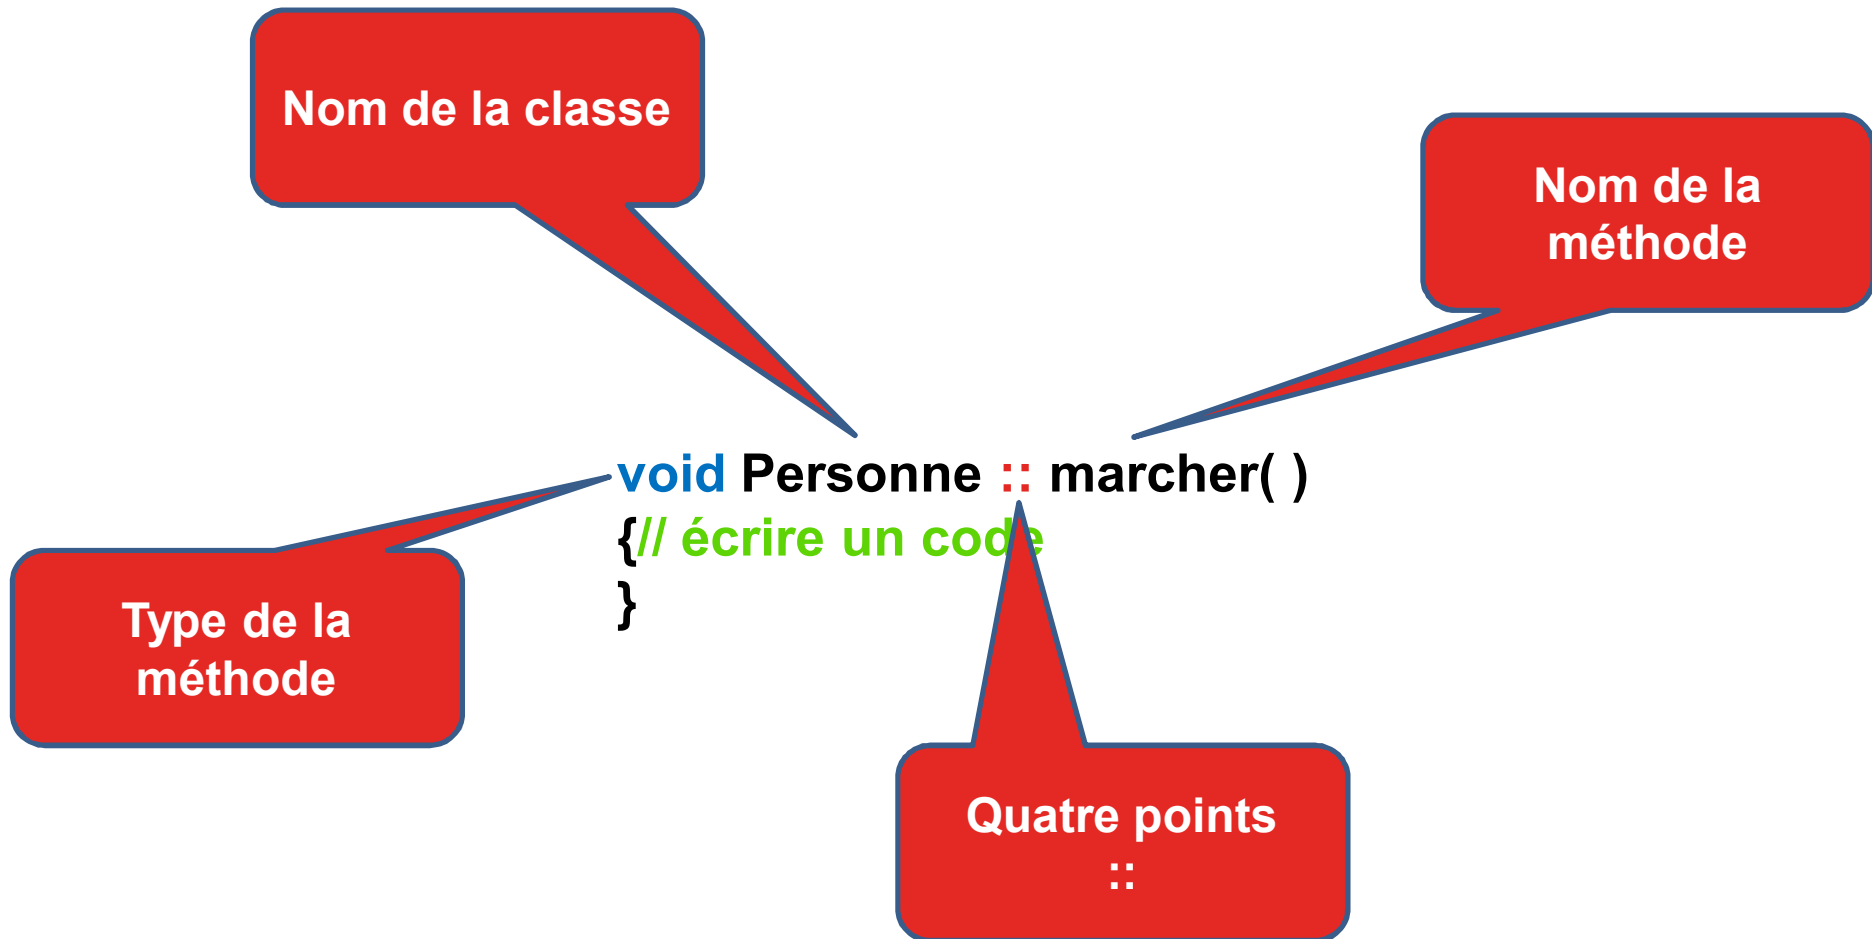 Nom de la classe
Nom de la
méthode
void Personne :: marcher( )
{// écrire un code
}
Type de la
méthode
Quatre points
::